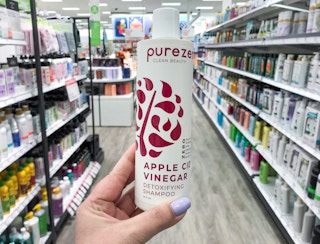 pureze
CLEAN BEAUTY
APPLE CI
VINEGAR
DETOXIFYING
SHAMPOO